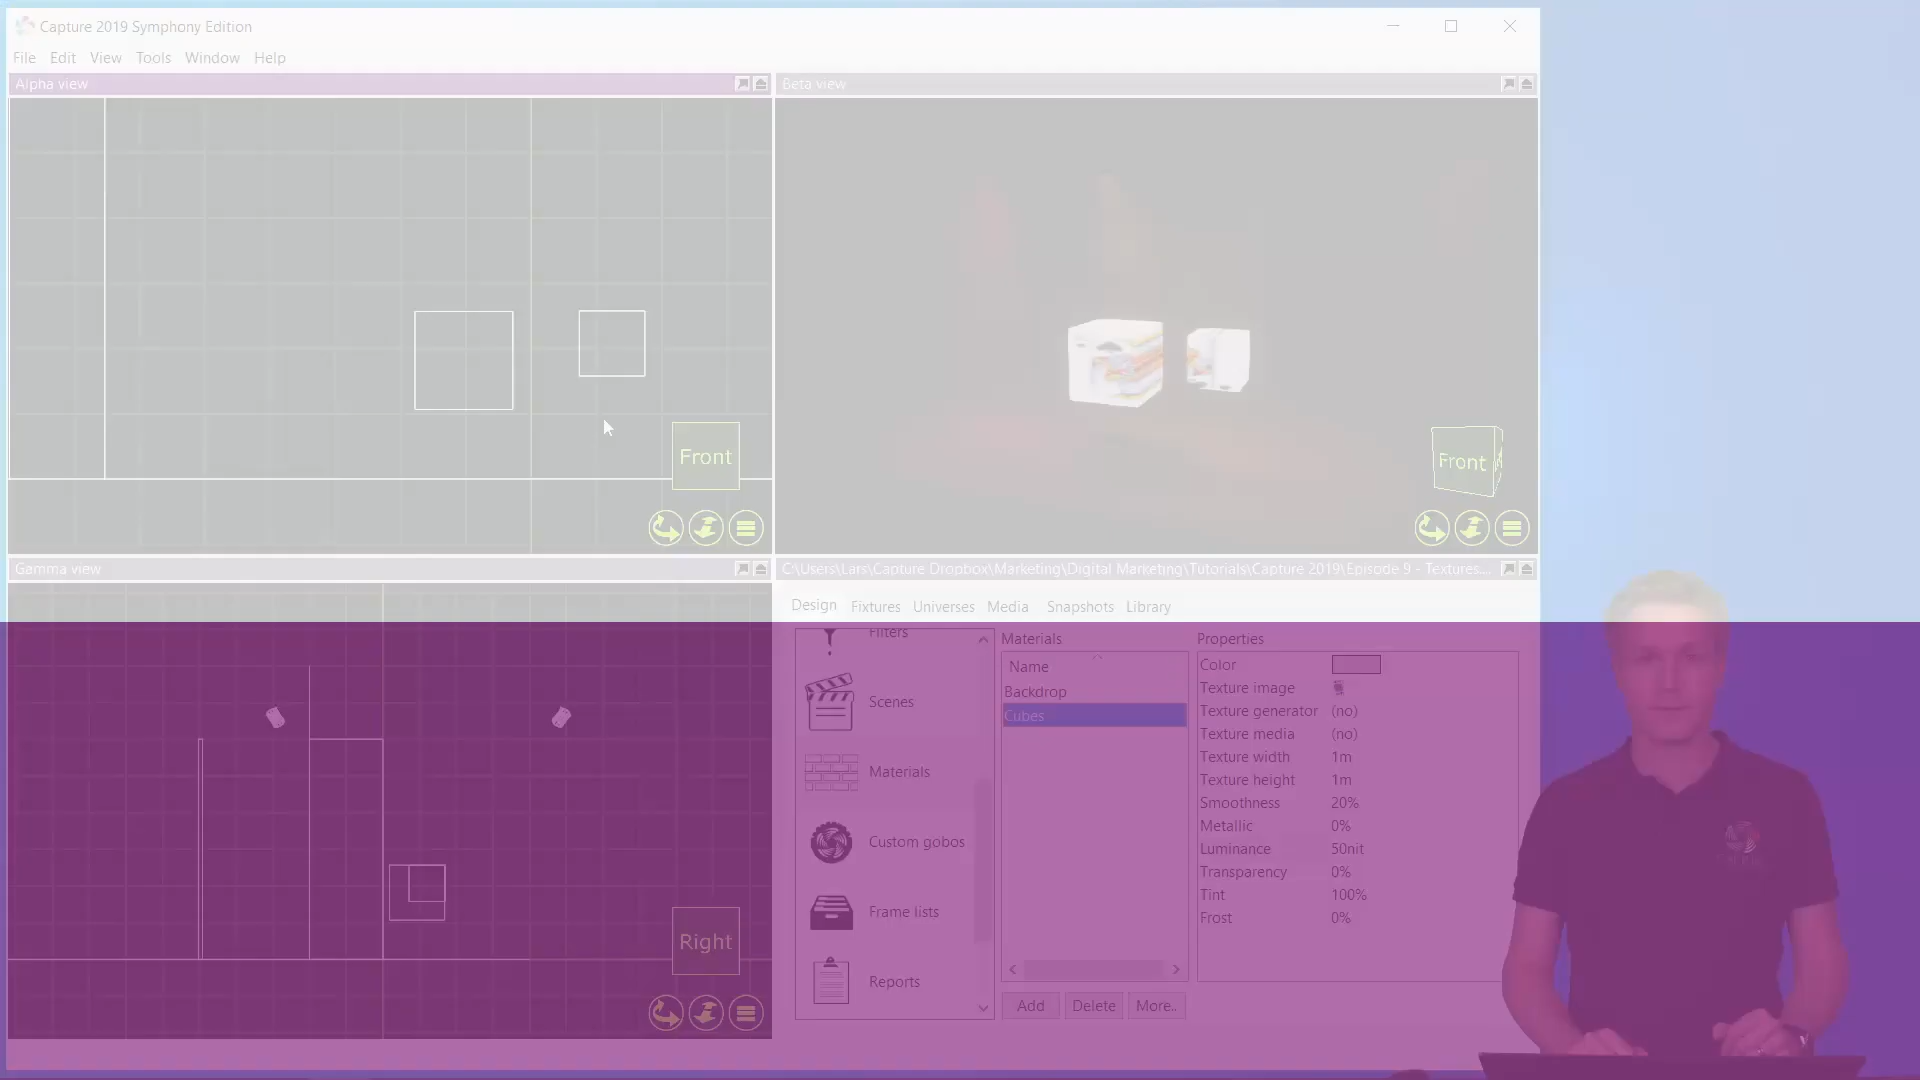 Capture 2019 Symphony Edition
File Edit View Tools Window Help
Alpha view
Beta view
Front
Front
Gamma view
C:\Users\Lars\Capture Dropbox\Marketing\Digital Marketing\Tutorials\Capture 2019\Episode 9 - Textures....
Design Fixtures Universes Media Snapshots Library
Filters
Scenes
Materials
Custom gobos
Frame lists
Reports
Materials
Name
Backdrop
Cubes
Add Delete More..
Properties
Color
Texture image
Texture generator (no)
Texture media (no)
Texture width 1m
Texture height 1m
Smoothness 20%
Metallic 0%
Luminance 50nit
Transparency 0%
Tint 100%
Frost 0%
Right